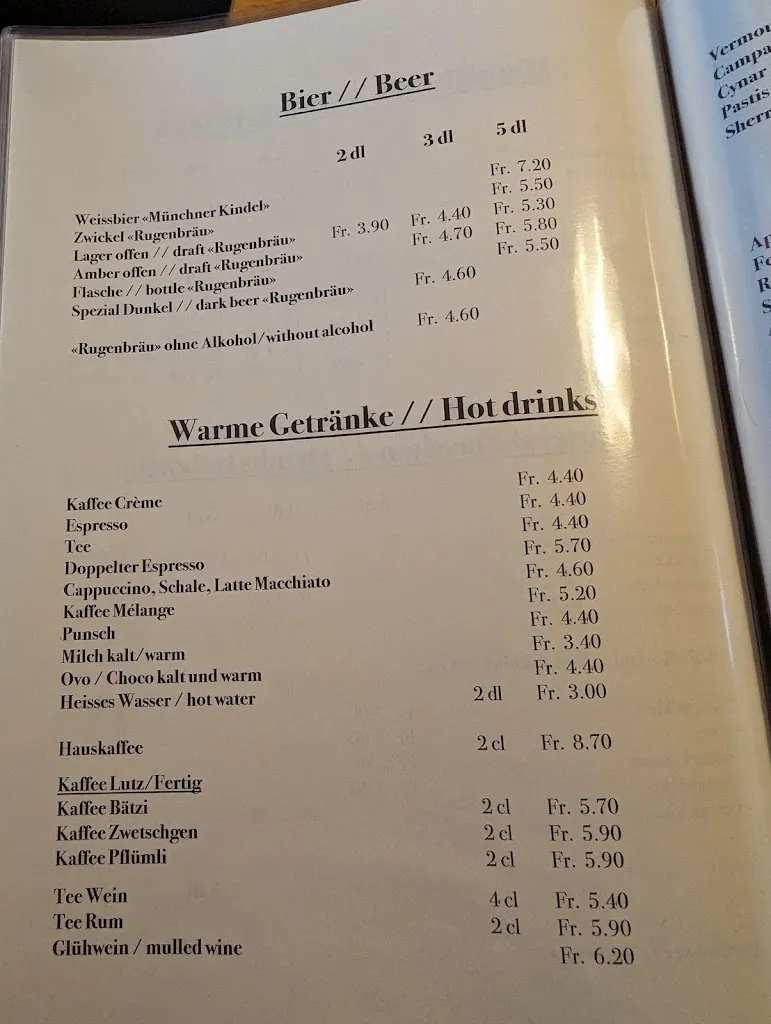 Bier // Beer
2 dl 3 dl 5 dl
Weissbier «Münchner Kindel» Fr. 7.20
Zwickel «Rugenbräu» Fr. 5.50
Lager offen // draft «Rugenbräu» Fr. 3.90 Fr. 4.40 Fr. 5.30
Amber offen // draft «Rugenbräu» Fr. 4.70 Fr. 5.80
Flasche // bottle «Rugenbräu» Fr. 5.50
Spezial Dunkel // dark beer «Rugenbräu» Fr. 4.60
«Rugenbräu» ohne Alkohol/without alcohol Fr. 4.60
Warme Getränke // Hot drinks
Kaffee Crème Fr. 4.40
Espresso Fr. 4.40
Tee Fr. 4.40
Doppelter Espresso Fr. 5.70
Cappuccino, Schale, Latte Macchiato Fr. 4.60
Kaffee Mélange Fr. 5.20
Punsch Fr. 4.40
Milch kalt/warm Fr. 3.40
Ovo / Choco kalt und warm Fr. 4.40
Heisses Wasser / hot water 2 dl Fr. 3.00
Hauskaffee 2 cl Fr. 8.70
Kaffee Lutz/Fertig
Kaffee Bätzi 2 cl Fr. 5.70
Kaffee Zwetschgen 2 cl Fr. 5.90
Kaffee Pflümli 2 cl Fr. 5.90
Tee Wein 4 cl Fr. 5.40
Tee Rum 2 cl Fr. 5.90
Glühwein / mulled wine Fr. 6.20
Vermou
Campa
Cynar
Pastis
Sherr